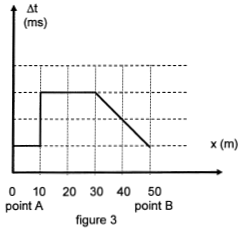 Δt
(ms)
x (m)
0 10 20 30 40 50
point A point B
figure 3